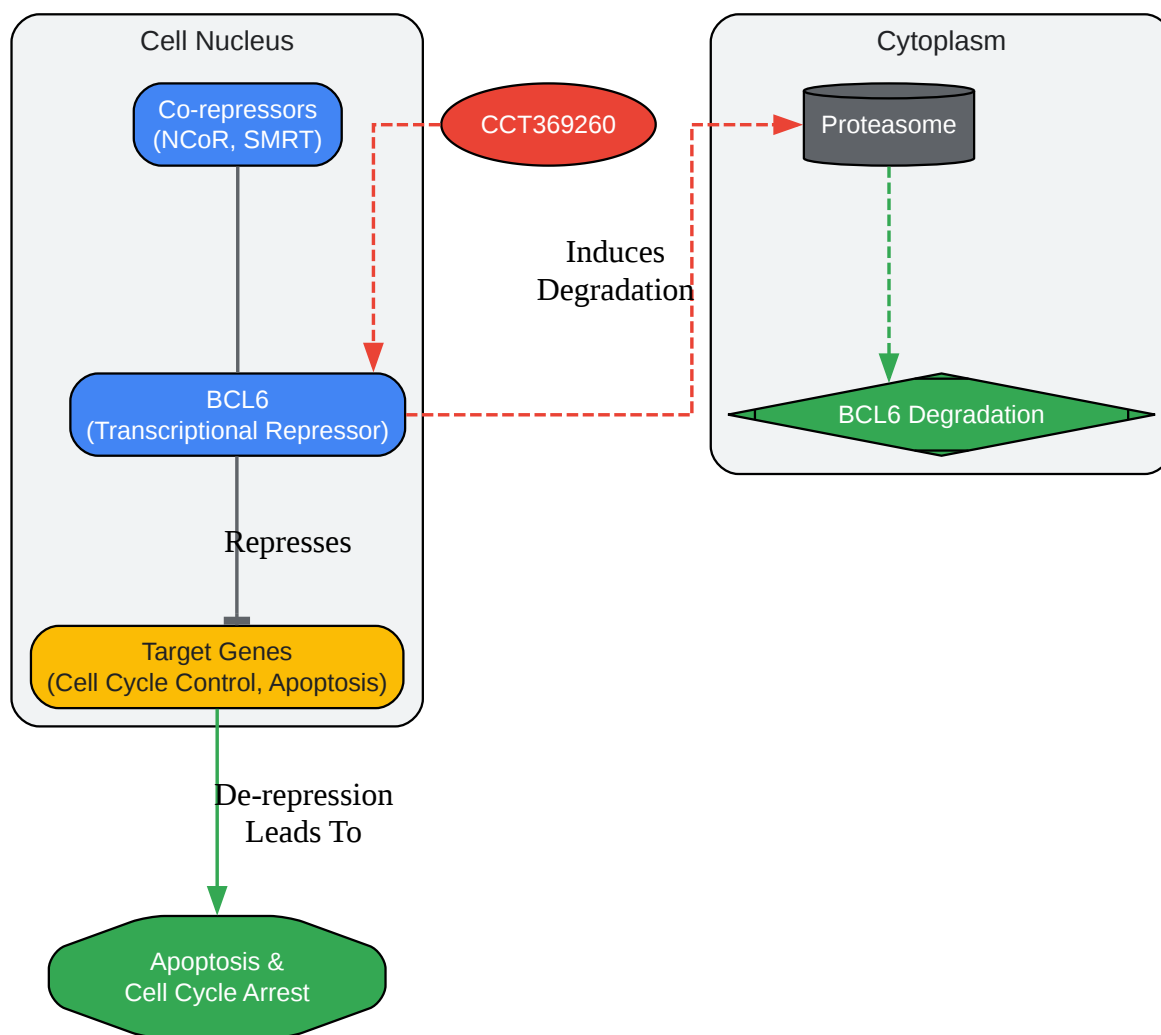 Cell Nucleus
Cytoplasm
Co-repressors
(NCoR, SMRT)
CCT369260
Proteasome
Induces
Degradation
BCL6
(Transcriptional Repressor)
BCL6 Degradation
Represses
Target Genes
(Cell Cycle Control, Apoptosis)
De-repression
Leads To
Apoptosis &
Cell Cycle Arrest